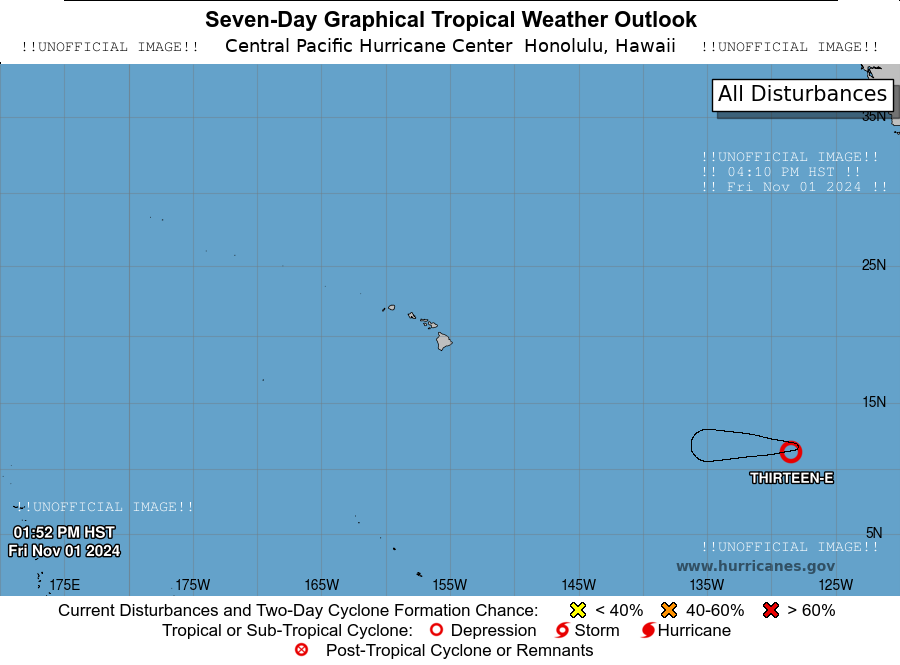 Seven-Day Graphical Tropical Weather Outlook
!!UNOFFICIAL IMAGE!! Central Pacific Hurricane Center Honolulu, Hawaii !!UNOFFICIAL IMAGE!!
All Disturbances
35N
!!UNOFFICIAL IMAGE!!
!! 04:10 PM HST !!
!! Fri Nov 01 2024 !!
25N
15N
THIRTEEN-E
!!UNOFFICIAL IMAGE!!
01:52 PM HST
5N
Fri Nov 01 2024
!!UNOFFICIAL IMAGE!!
www.hurricanes.gov
175E 175W 165W 155W 145W 135W 125W
Current Disturbances and Two-Day Cyclone Formation Chance: < 40% 40-60% > 60%
Tropical or Sub-Tropical Cyclone: Depression Storm Hurricane
Post-Tropical Cyclone or Remnants